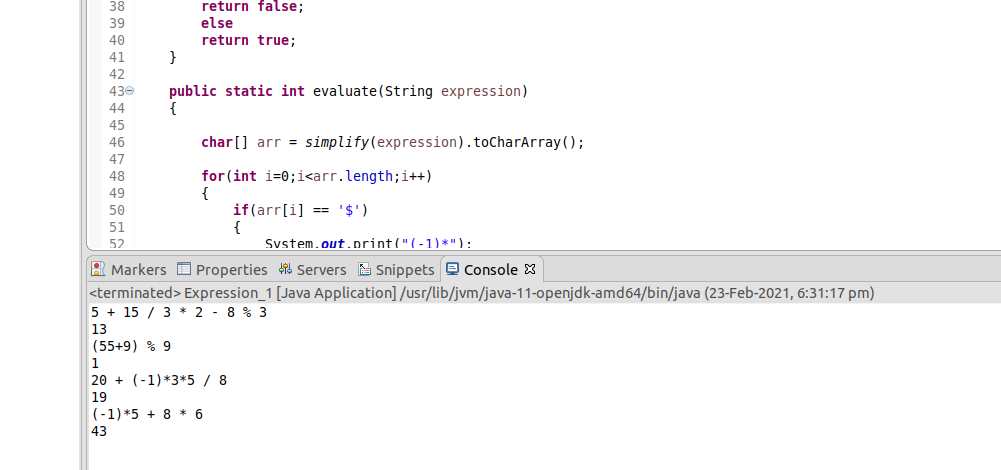 38 return false;
39 else
40 return true;
41 }
42
43 public static int evaluate(String expression)
44 {
45
46 char[] arr = simplify(expression).toCharArray();
47
48 for(int i=0;i<arr.length;i++)
49 {
50 if(arr[i] == '$')
51 {
52 System.out.print("(-1)*");
Markers Properties Servers Snippets Console
<terminated> Expression_1 [Java Application] /usr/lib/jvm/java-11-openjdk-amd64/bin/java (23-Feb-2021, 6:31:17 pm)
5 + 15 / 3 * 2 - 8 % 3
13
(55+9) % 9
1
20 + (-1)*3*5 / 8
19
(-1)*5 + 8 * 6
43